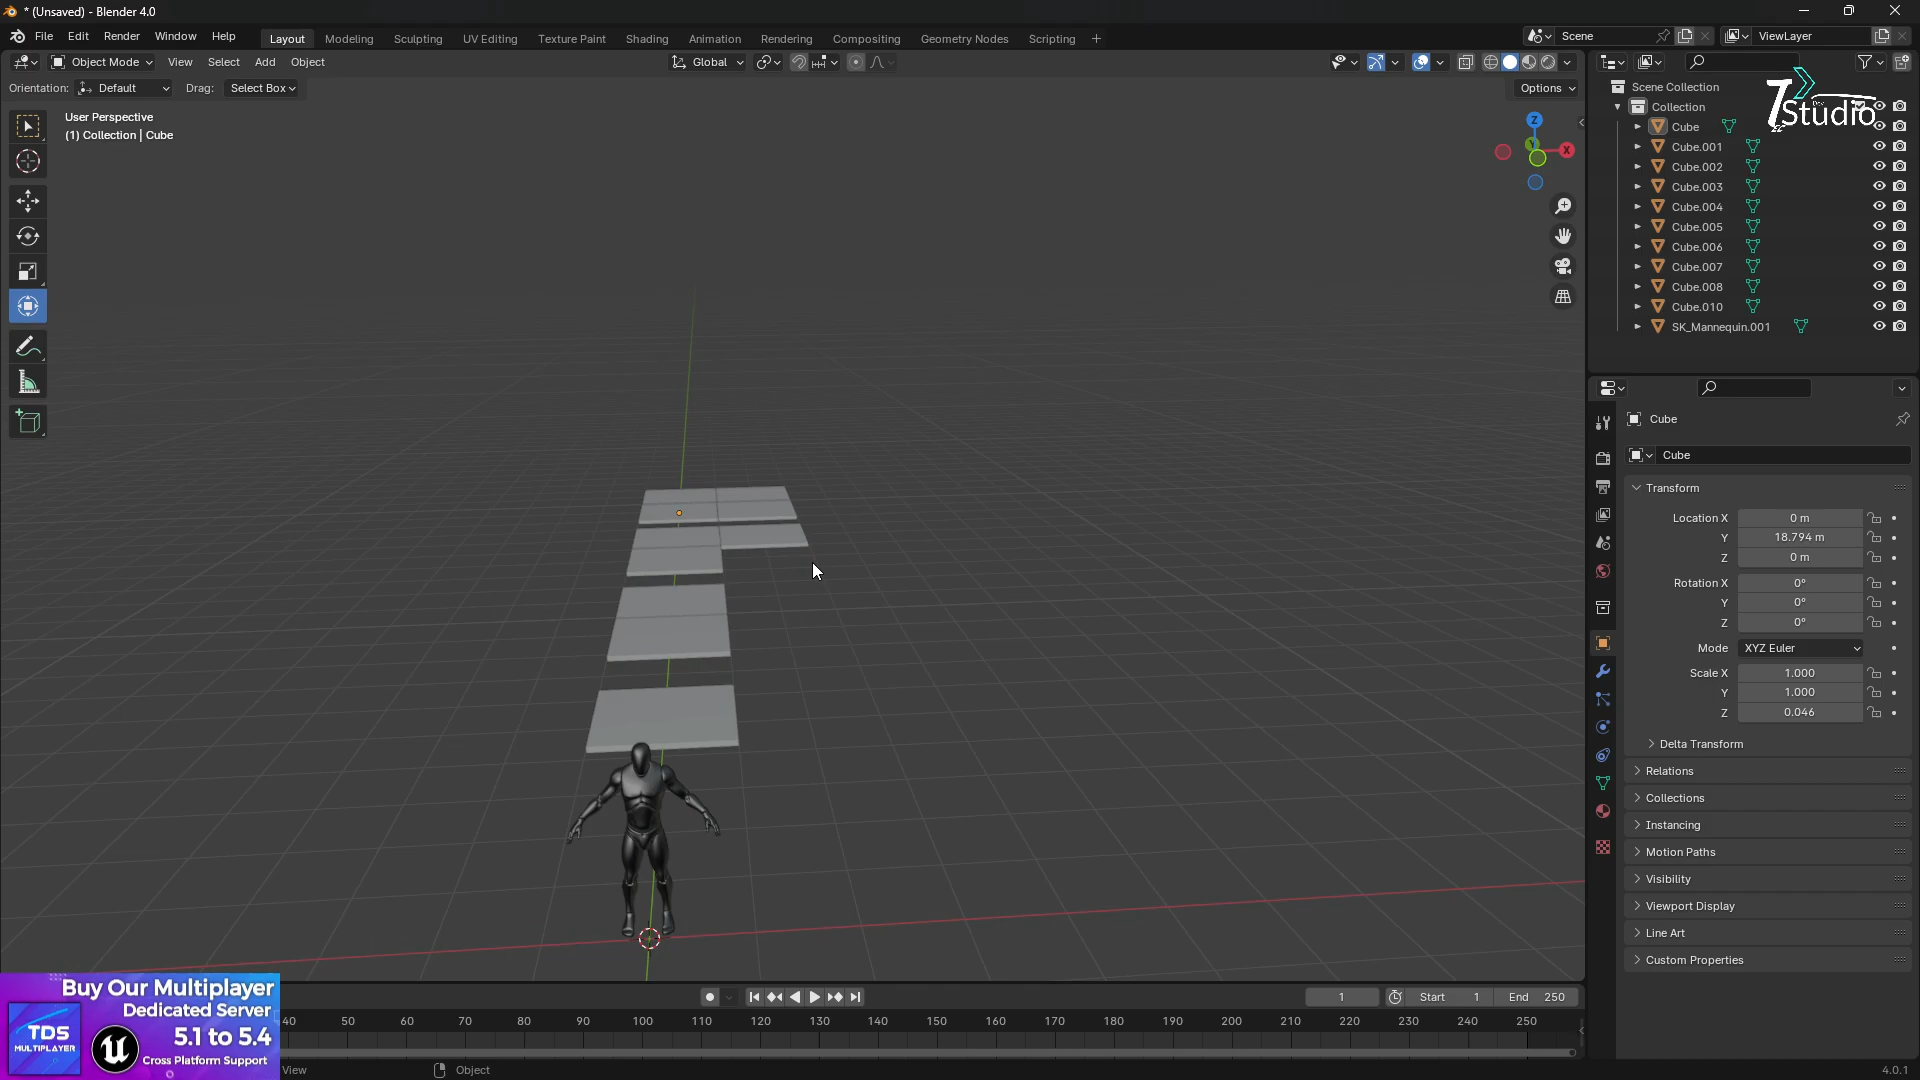 * (Unsaved) - Blender 4.0
File Edit Render Window Help
Layout Modeling Sculpting UV Editing Texture Paint Shading Animation Rendering Compositing Geometry Nodes Scripting +
Scene
ViewLayer
Object Mode View Select Add Object
Global
Orientation: Default Drag: Select Box
Options
User Perspective
(1) Collection | Cube
Z
Y
X
Scene Collection
Collection
Cube
Cube.001
Cube.002
Cube.003
Cube.004
Cube.005
Cube.006
Cube.007
Cube.008
Cube.010
SK_Mannequin.001
7 Dev Studio
Cube
Cube
Transform
Location X 0 m
Y 18.794 m
Z 0 m
Rotation X 0°
Y 0°
Z 0°
Mode XYZ Euler
Scale X 1.000
Y 1.000
Z 0.046
Delta Transform
Relations
Collections
Instancing
Motion Paths
Visibility
Viewport Display
Line Art
Custom Properties
1 Start 1 End 250
40 50 60 70 80 90 100 110 120 130 140 150 160 170 180 190 200 210 220 230 240 250
Buy Our Multiplayer
Dedicated Server
5.1 to 5.4
Cross Platform Support
TDS
MULTIPLAYER
View
Object
4.0.1